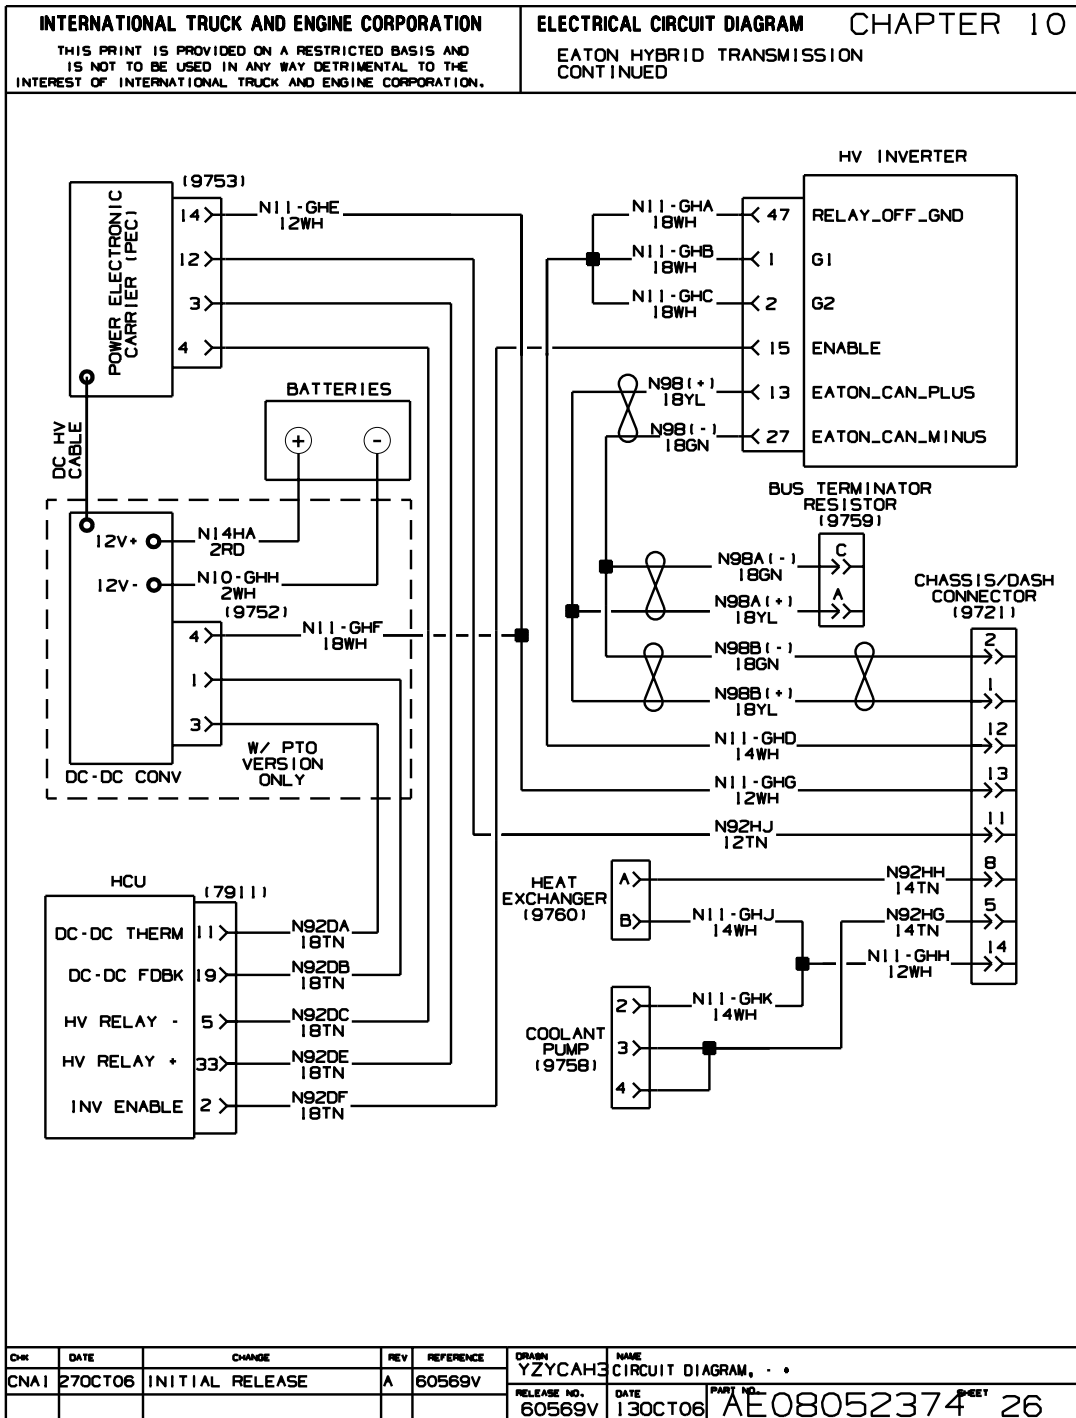 INTERNATIONAL TRUCK AND ENGINE CORPORATION
THIS PRINT IS PROVIDED ON A RESTRICTED BASIS AND
IS NOT TO BE USED IN ANY WAY DETRIMENTAL TO THE
INTEREST OF INTERNATIONAL TRUCK AND ENGINE CORPORATION.
ELECTRICAL CIRCUIT DIAGRAM CHAPTER 10
EATON HYBRID TRANSMISSION
CONTINUED
HV INVERTER
(9753)
POWER ELECTRONIC
CARRIER (PEC)
14
12
3
4
N11-GHE
12WH
N11-GHA
18WH
47 RELAY_OFF_GND
N11-GHB
18WH
1 G1
N11-GHC
18WH
2 G2
15 ENABLE
N98(+)
18YL
13 EATON_CAN_PLUS
N98(-)
18GN
27 EATON_CAN_MINUS
BATTERIES
+ -
DC HV
CABLE
12V+
N14HA
2RD
12V-
N10-GHH
2WH
(9752)
4
N11-GHF
18WH
1
3
W/ PTO
VERSION
ONLY
DC-DC CONV
BUS TERMINATOR
RESISTOR
(9759)
N98A(-)
18GN
C
N98A(+)
18YL
A
CHASSIS/DASH
CONNECTOR
(9721)
N98B(-)
18GN
2
N98B(+)
18YL
1
N11-GHD
14WH
12
N11-GHG
12WH
13
N92HJ
12TN
11
HEAT
EXCHANGER
(9760)
A
N92HH
14TN
8
B
N11-GHJ
14WH
N92HG
14TN
5
N11-GHH
12WH
14
COOLANT
PUMP
(9758)
2
N11-GHK
14WH
3
4
HCU
(7911)
DC-DC THERM 11
N92DA
18TN
DC-DC FDBK 19
N92DB
18TN
HV RELAY - 5
N92DC
18TN
HV RELAY + 33
N92DE
18TN
INV ENABLE 2
N92DF
18TN
CHK DATE CHANGE REV REFERENCE
CNA1 27OCT06 INITIAL RELEASE A 60569V
DRAWN
YZYCAH3
NAME
CIRCUIT DIAGRAM, - •
RELEASE NO.
60569V
DATE
13OCT06
PART NO.
AE08052374
SHEET
26